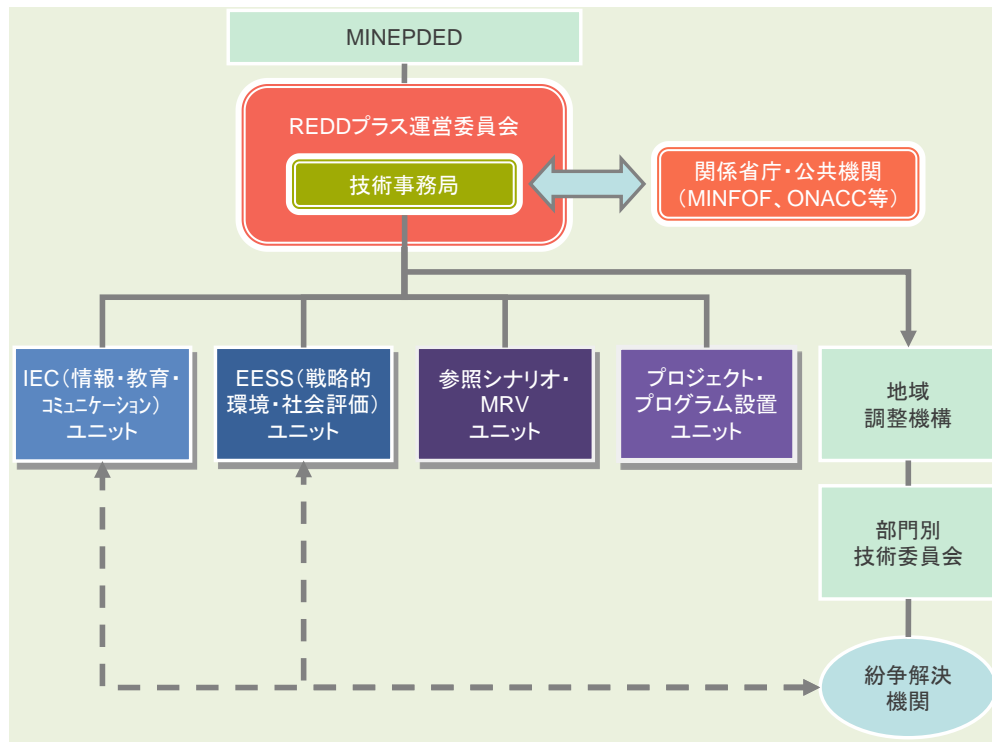 MINEPDED
REDDプラス運営委員会
技術事務局
関係省庁・公共機関
（MINFOF、ONACC等）
IEC（情報・教育・
コミュニケーション）
ユニット
EESS（戦略的
環境・社会評価）
ユニット
参照シナリオ・
MRV
ユニット
プロジェクト・
プログラム設置
ユニット
地域
調整機構
部門別
技術委員会
紛争解決
機関